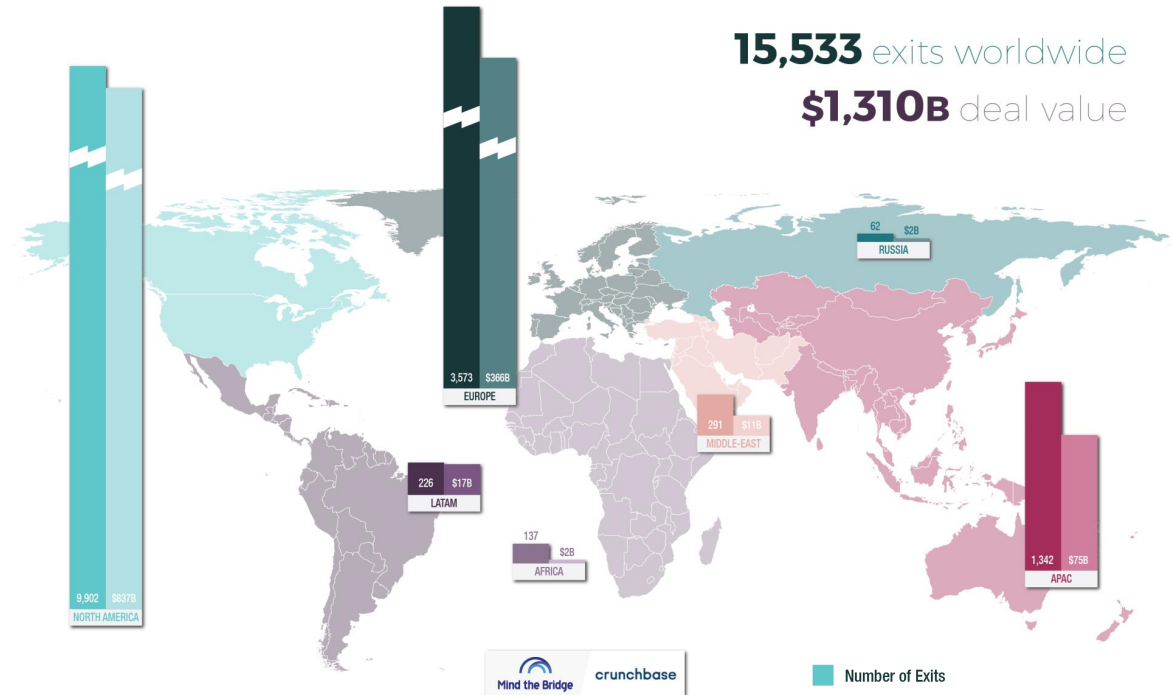 15,533 exits worldwide
$1,310B deal value
62 $2B
RUSSIA
3,573 $366B
EUROPE
291 $11B
MIDDLE-EAST
226 $17B
LATAM
137 $2B
AFRICA
1,342 $75B
APAC
9,902 $837B
NORTH AMERICA
Mind the Bridge crunchbase
Number of Exits